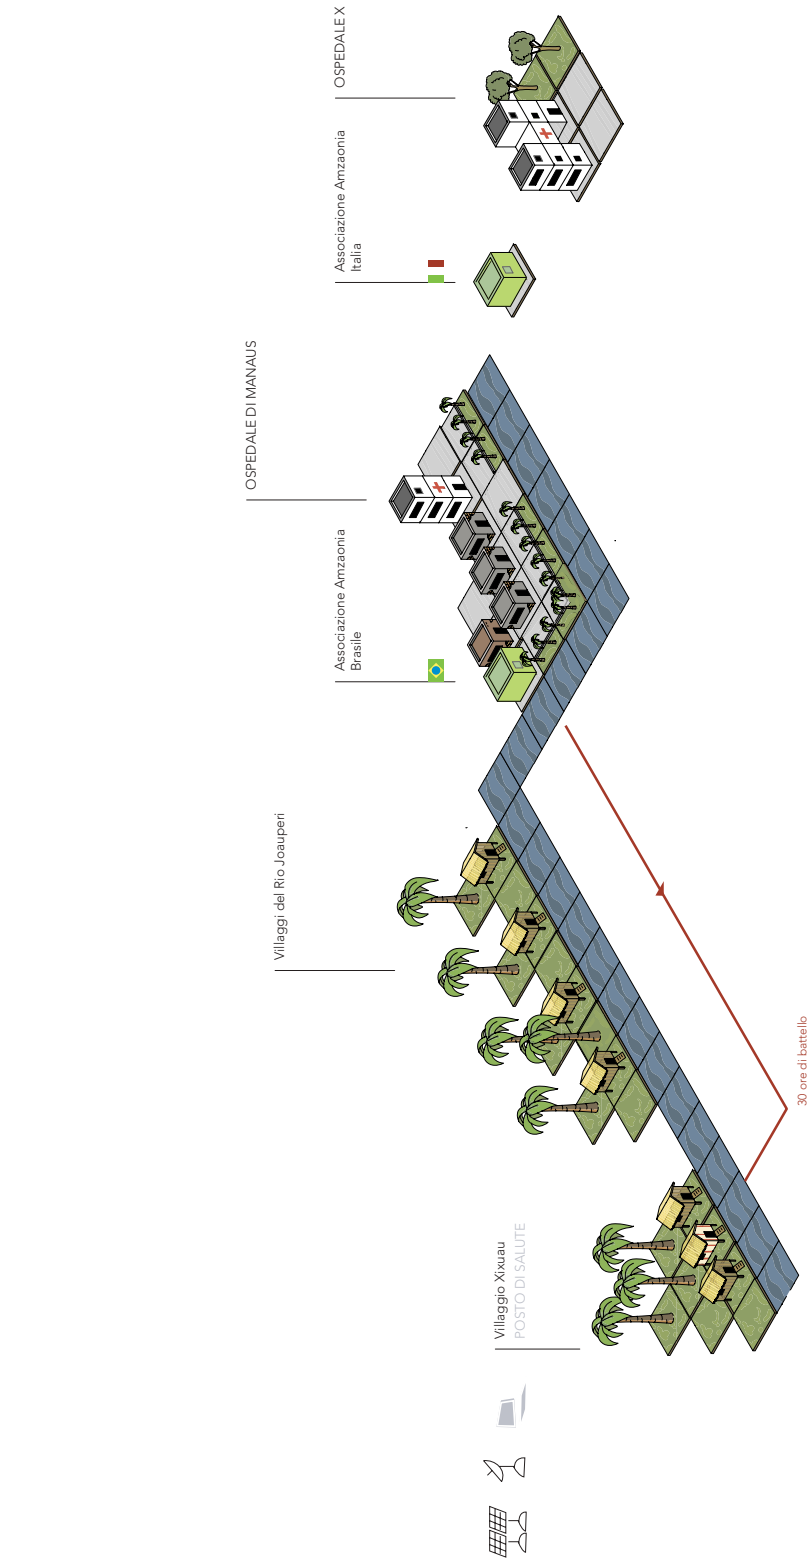 Villaggio Xixuau
POSTO DI SALUTE
30 ore di battello
Villaggi del Rio Joauperi
Associazione Amzaonia
Brasile
OSPEDALE DI MANAUS
Associazione Amzaonia
Italia
OSPEDALE X